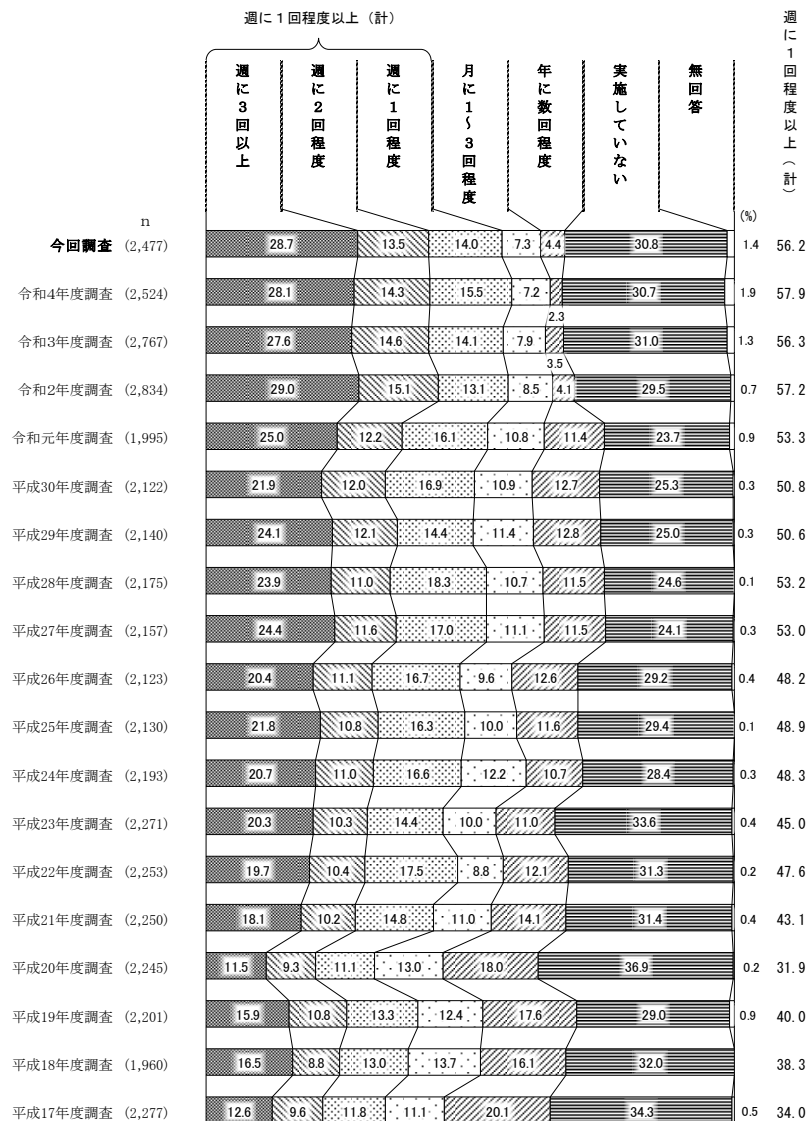 週に1回程度以上（計）
週に3回以上
週に2回程度
週に1回程度
月に1～3回程度
年に数回程度
実施していない
無回答
週に1回程度以上（計）
n
(%)
今回調査 (2,477) 28.7 13.5 14.0 7.3 4.4 30.8 1.4 56.2
令和4年度調査 (2,524) 28.1 14.3 15.5 7.2 2.3 30.7 1.9 57.9
令和3年度調査 (2,767) 27.6 14.6 14.1 7.9 3.5 31.0 1.3 56.3
令和2年度調査 (2,834) 29.0 15.1 13.1 8.5 4.1 29.5 0.7 57.2
令和元年度調査 (1,995) 25.0 12.2 16.1 10.8 11.4 23.7 0.9 53.3
平成30年度調査 (2,122) 21.9 12.0 16.9 10.9 12.7 25.3 0.3 50.8
平成29年度調査 (2,140) 24.1 12.1 14.4 11.4 12.8 25.0 0.3 50.6
平成28年度調査 (2,175) 23.9 11.0 18.3 10.7 11.5 24.6 0.1 53.2
平成27年度調査 (2,157) 24.4 11.6 17.0 11.1 11.5 24.1 0.3 53.0
平成26年度調査 (2,123) 20.4 11.1 16.7 9.6 12.6 29.2 0.4 48.2
平成25年度調査 (2,130) 21.8 10.8 16.3 10.0 11.6 29.4 0.1 48.9
平成24年度調査 (2,193) 20.7 11.0 16.6 12.2 10.7 28.4 0.3 48.3
平成23年度調査 (2,271) 20.3 10.3 14.4 10.0 11.0 33.6 0.4 45.0
平成22年度調査 (2,253) 19.7 10.4 17.5 8.8 12.1 31.3 0.2 47.6
平成21年度調査 (2,250) 18.1 10.2 14.8 11.0 14.1 31.4 0.4 43.1
平成20年度調査 (2,245) 11.5 9.3 11.1 13.0 18.0 36.9 0.2 31.9
平成19年度調査 (2,201) 15.9 10.8 13.3 12.4 17.6 29.0 0.9 40.0
平成18年度調査 (1,960) 16.5 8.8 13.0 13.7 16.1 32.0 38.3
平成17年度調査 (2,277) 12.6 9.6 11.8 11.1 20.1 34.3 0.5 34.0